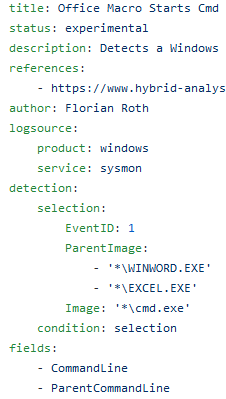 title: Office Macro Starts Cmd
status: experimental
description: Detects a Windows
references:
    - https://www.hybrid-analys
author: Florian Roth
logsource:
    product: windows
    service: sysmon
detection:
    selection:
        EventID: 1
        ParentImage:
            - '*\WINWORD.EXE'
            - '*\EXCEL.EXE'
        Image: '*\cmd.exe'
    condition: selection
fields:
    - CommandLine
    - ParentCommandLine